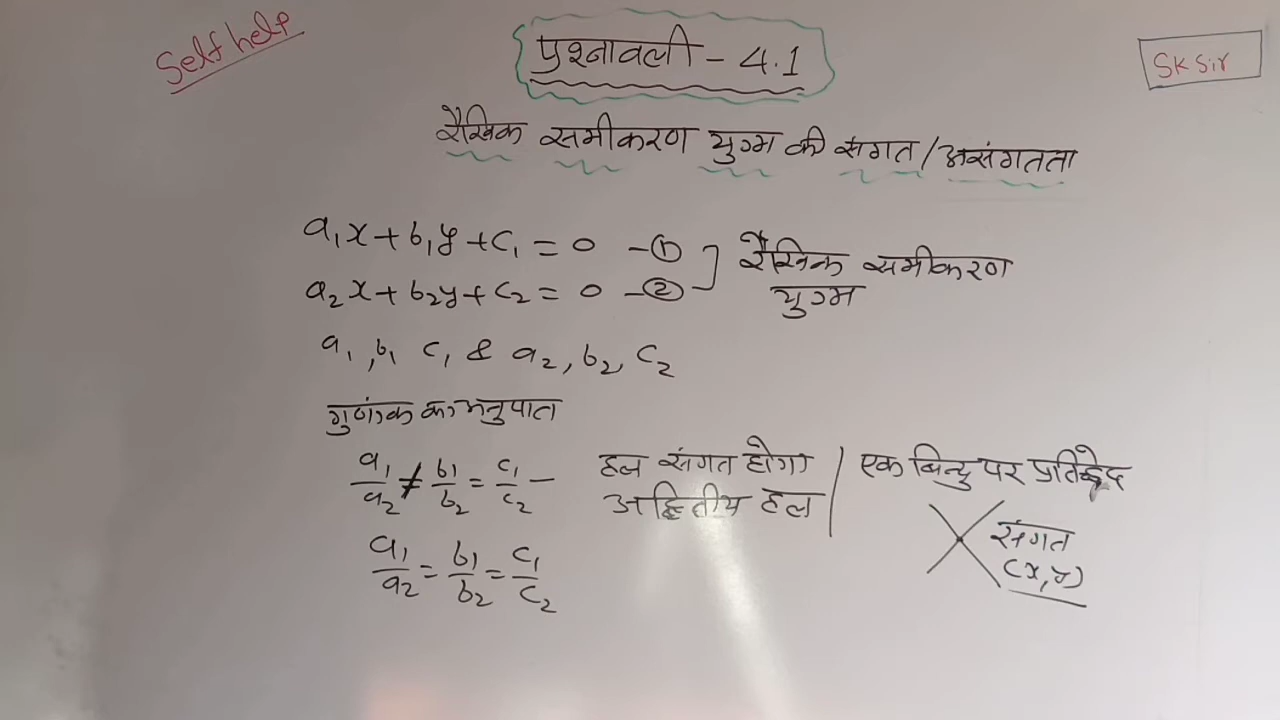 Self help
प्रश्नावली - 4.1
SK Sir
रैखिक समीकरण युग्म की संगत/असंगतता
a₁x + b₁y + c₁ = 0 - ①
a₂x + b₂y + c₂ = 0 - ②
रैखिक समीकरण
युग्म
a₁, b₁ c₁ & a₂, b₂, c₂
गुणांक का अनुपात
a₁/a₂ ≠ b₁/b₂ = c₁/c₂ -
हल संगत होगा
अद्वितीय हल
एक बिन्दु पर प्रतिच्छेद
संगत
(x, y)
a₁/a₂ = b₁/b₂ = c₁/c₂